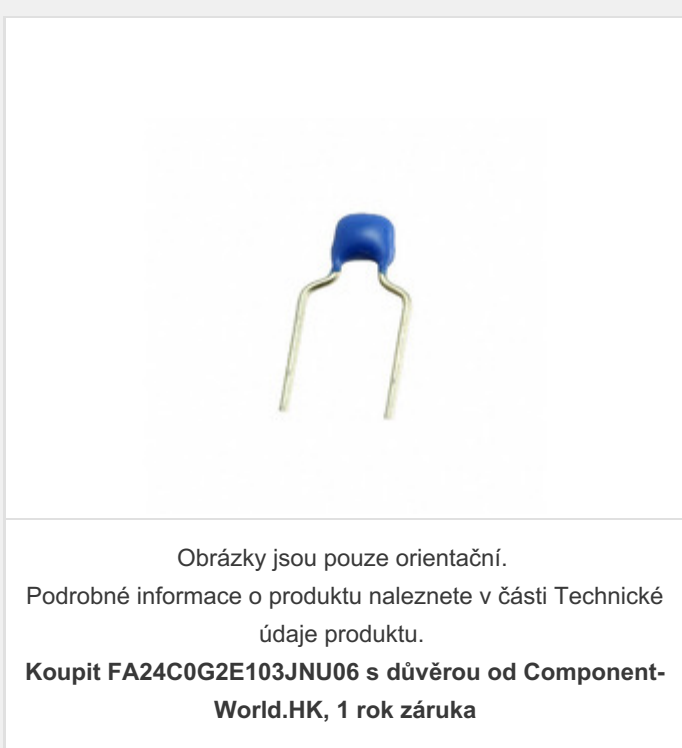 Obrázky jsou pouze orientační.
Podrobné informace o produktu naleznete v části Technické
údaje produktu.
Koupit FA24C0G2E103JNU06 s důvěrou od Component-
World.HK, 1 rok záruka